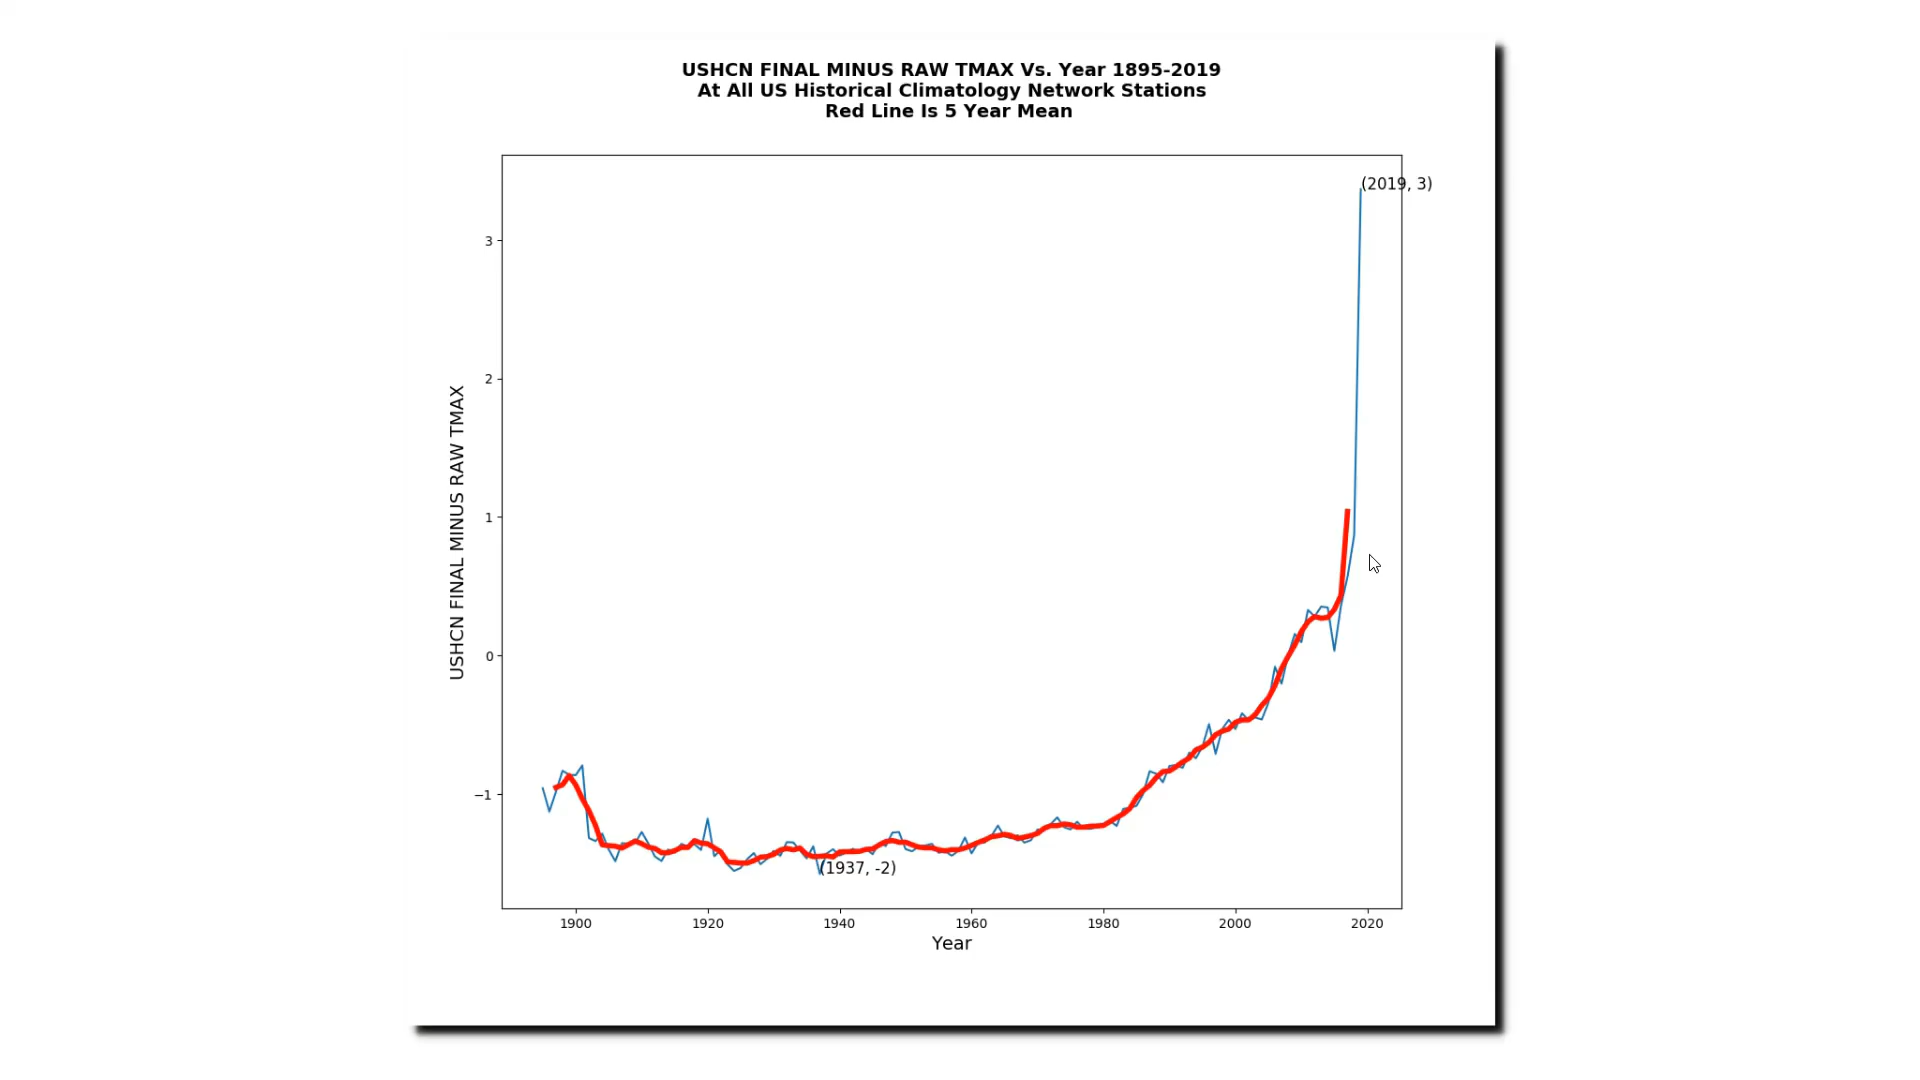 USHCN FINAL MINUS RAW TMAX Vs. Year 1895-2019
At All US Historical Climatology Network Stations
Red Line Is 5 Year Mean
(2019, 3)
3
2
1
0
−1
USHCN FINAL MINUS RAW TMAX
(1937, -2)
1900 1920 1940 1960 1980 2000 2020
Year